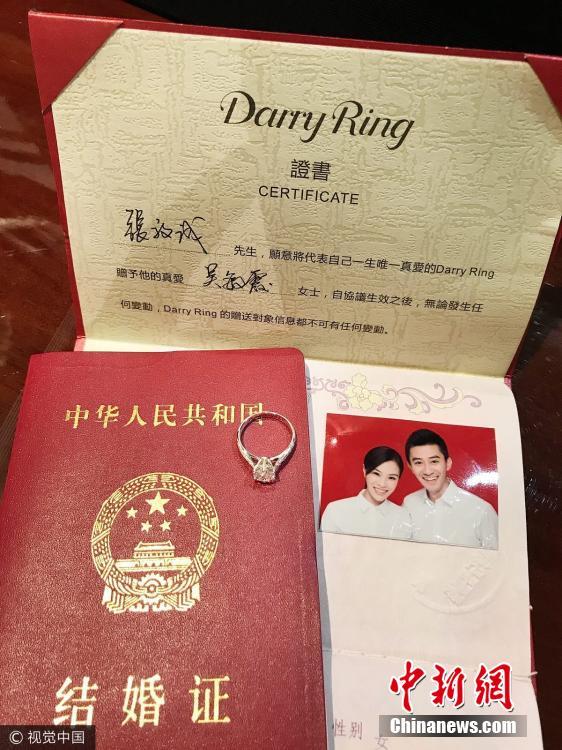 Darry Ring
證書
CERTIFICATE
先生，願意將代表自己一生唯一真愛的Darry Ring
贈予他的真愛 吳敏霞 女士，自協議生效之後，無論發生任
何變動，Darry Ring 的贈送對象信息都不可有任何變動。
中华人民共和国
结婚证
性别 女
中新网
Chinanews.com
© 视觉中国